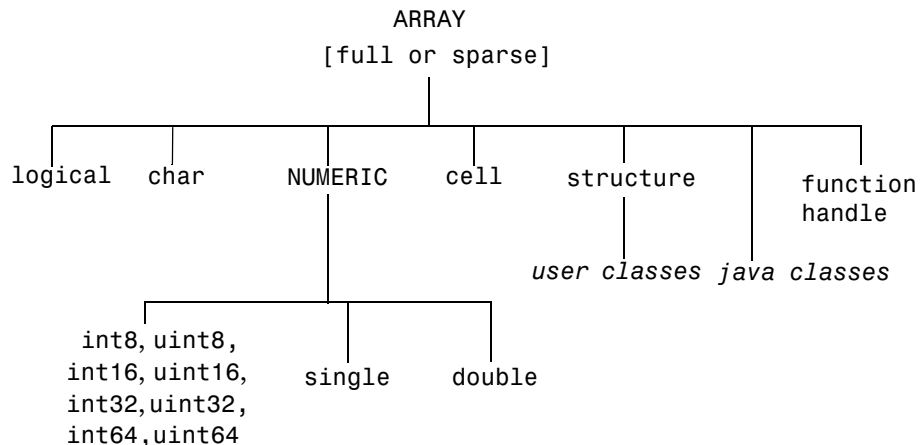 ARRAY
[full or sparse]
logical char NUMERIC cell structure function
handle
user classes java classes
int8, uint8,
int16, uint16,
int32, uint32,
int64, uint64
single double